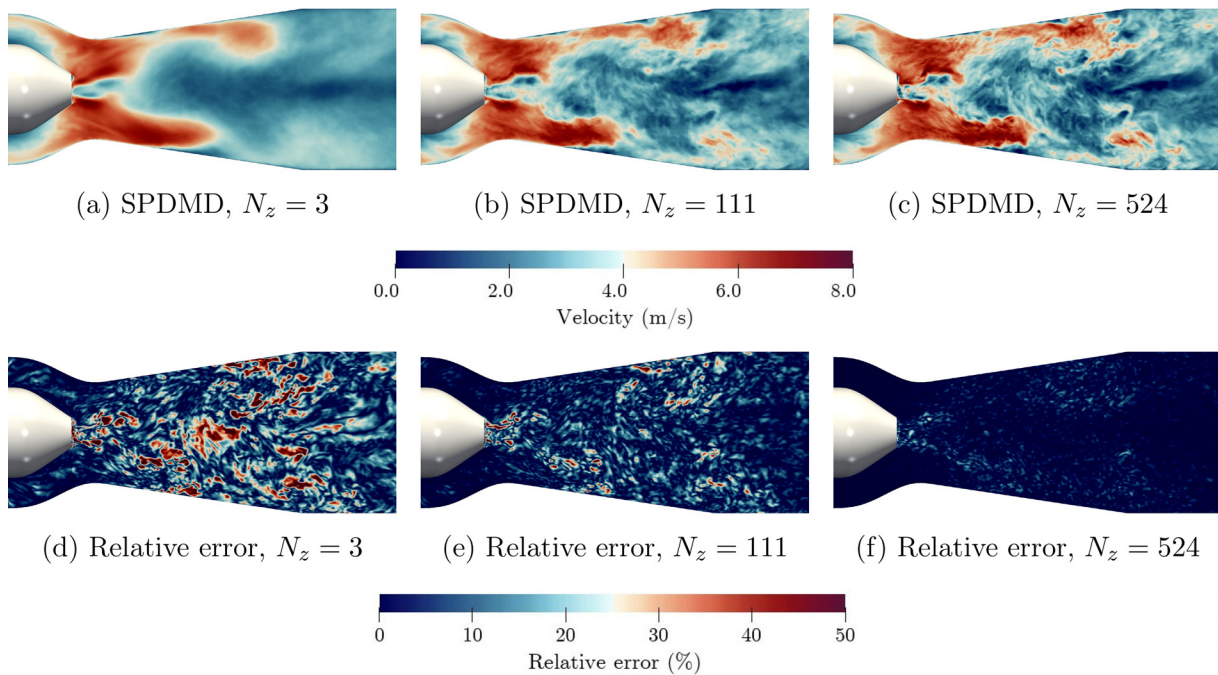 (a) SPDMD, N_z = 3
(b) SPDMD, N_z = 111
(c) SPDMD, N_z = 524
0.0 2.0 4.0 6.0 8.0
Velocity (m/s)
(d) Relative error, N_z = 3
(e) Relative error, N_z = 111
(f) Relative error, N_z = 524
0 10 20 30 40 50
Relative error (%)